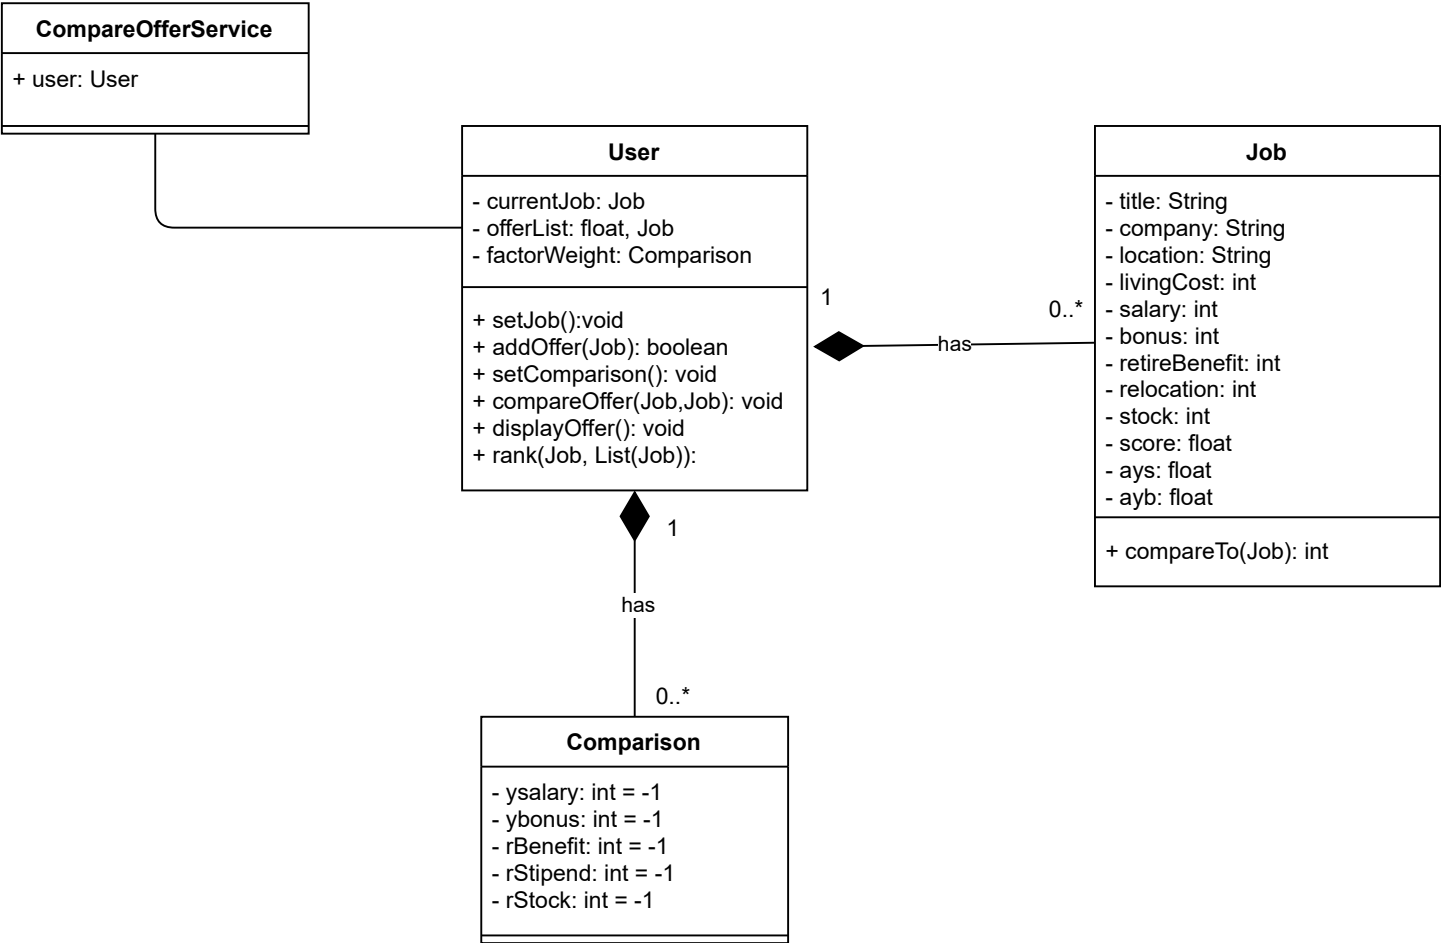 CompareOfferService
+ user: User
User
- currentJob: Job
- offerList: float, Job
- factorWeight: Comparison
+ setJob():void
+ addOffer(Job): boolean
+ setComparison(): void
+ compareOffer(Job,Job): void
+ displayOffer(): void
+ rank(Job, List(Job)):
1
has
0..*
Job
- title: String
- company: String
- location: String
- livingCost: int
- salary: int
- bonus: int
- retireBenefit: int
- relocation: int
- stock: int
- score: float
- ays: float
- ayb: float
+ compareTo(Job): int
1
has
0..*
Comparison
- ysalary: int = -1
- ybonus: int = -1
- rBenefit: int = -1
- rStipend: int = -1
- rStock: int = -1